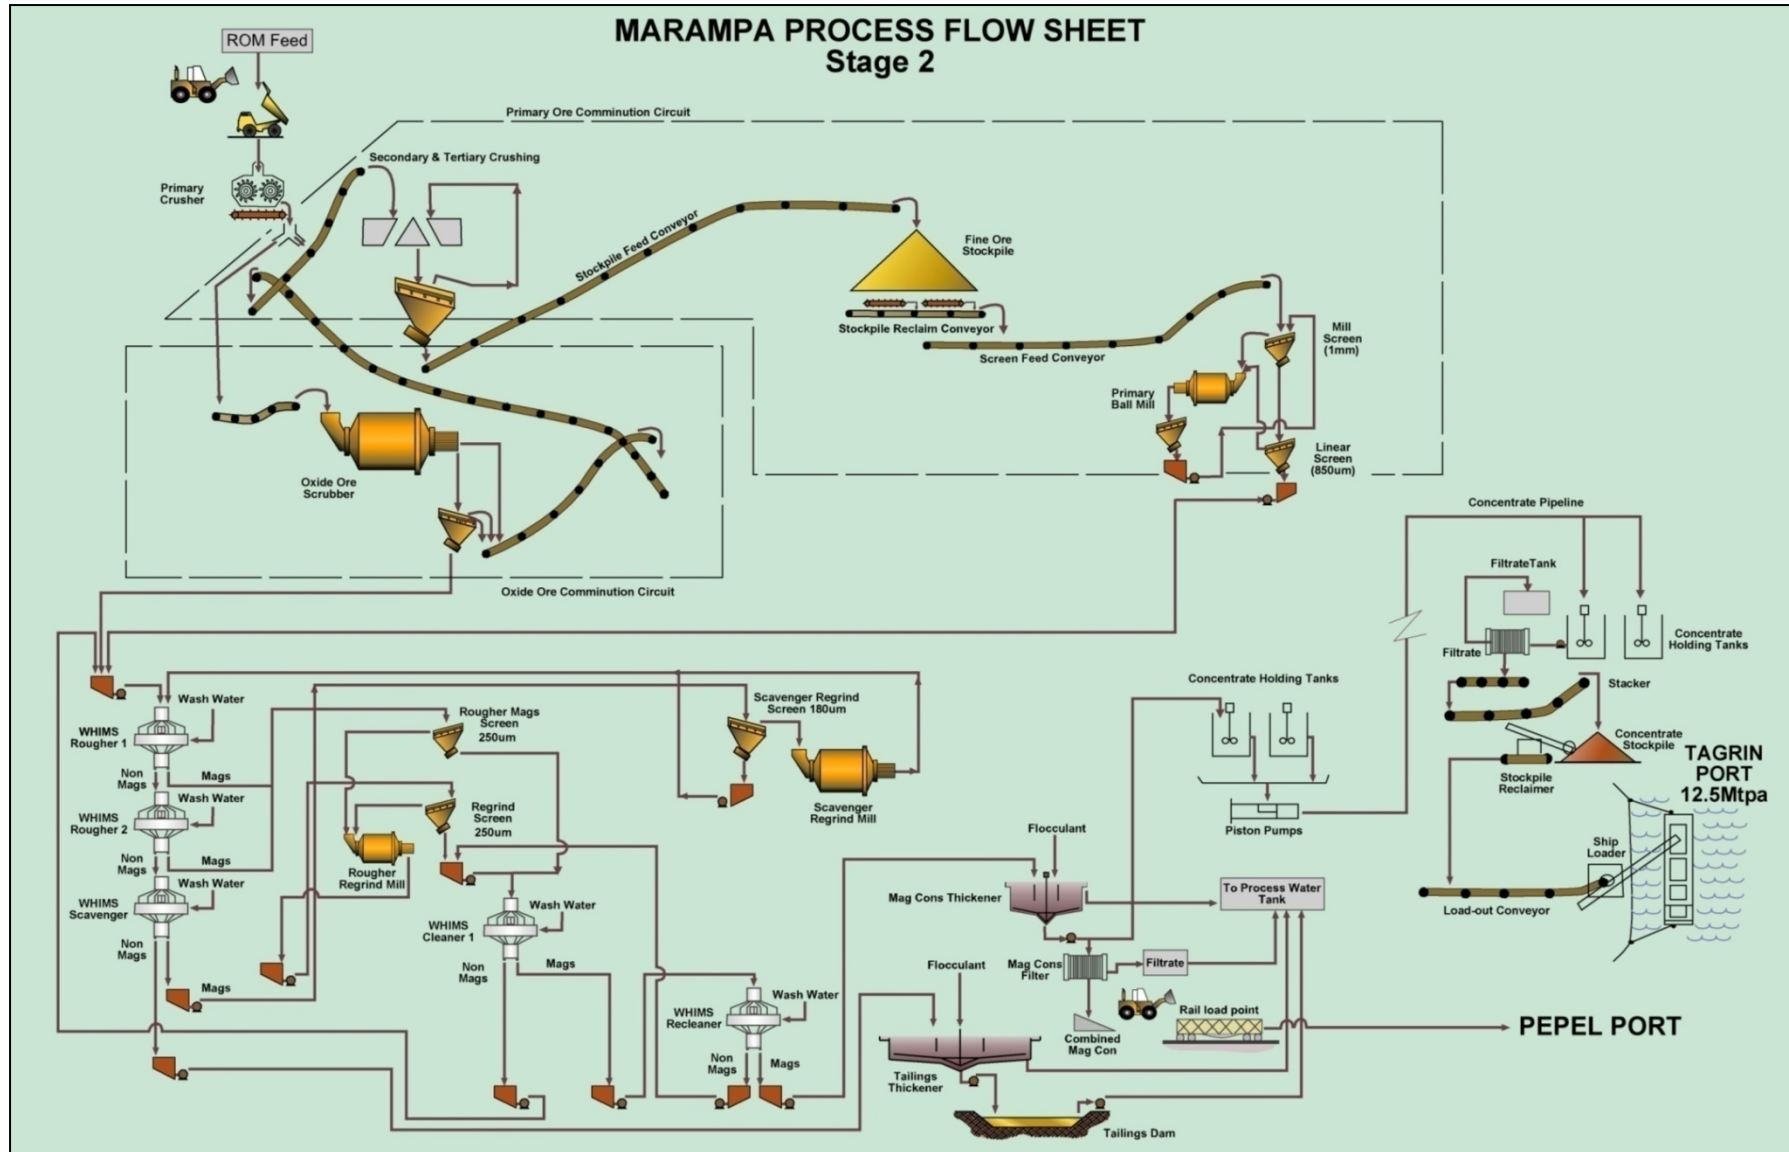 MARAMPA PROCESS FLOW SHEET
Stage 2
ROM Feed
Primary Ore Comminution Circuit
Secondary & Tertiary Crushing
Primary
Crusher
Stockpile Feed Conveyor
Fine Ore
Stockpile
Stockpile Reclaim Conveyor
Screen Feed Conveyor
Mill
Screen
(1mm)
Primary
Ball Mill
Linear
Screen
(850um)
Oxide Ore
Scrubber
Oxide Ore Comminution Circuit
Concentrate Pipeline
FiltrateTank
Filtrate
Concentrate
Holding Tanks
Stacker
Concentrate
Stockpile
Stockpile
Reclaimer
TAGRIN
PORT
12.5Mtpa
Ship
Loader
Load-out Conveyor
Wash Water
WHIMS
Rougher 1
Non
Mags
Mags
Wash Water
WHIMS
Rougher 2
Non
Mags
Mags
Wash Water
WHIMS
Scavenger
Non
Mags
Mags
Rougher Mags
Screen
250um
Regrind
Screen
250um
Rougher
Regrind Mill
Scavenger Regrind
Screen 180um
Scavenger
Regrind Mill
Wash Water
WHIMS
Cleaner 1
Non
Mags
Mags
Wash Water
WHIMS
Recleaner
Non
Mags
Mags
Concentrate Holding Tanks
Piston Pumps
Flocculant
Mag Cons Thickener
To Process Water
Tank
Mag Cons
Filter
Filtrate
Combined
Mag Con
Rail load point
PEPEL PORT
Flocculant
Tailings
Thickener
Tailings Dam